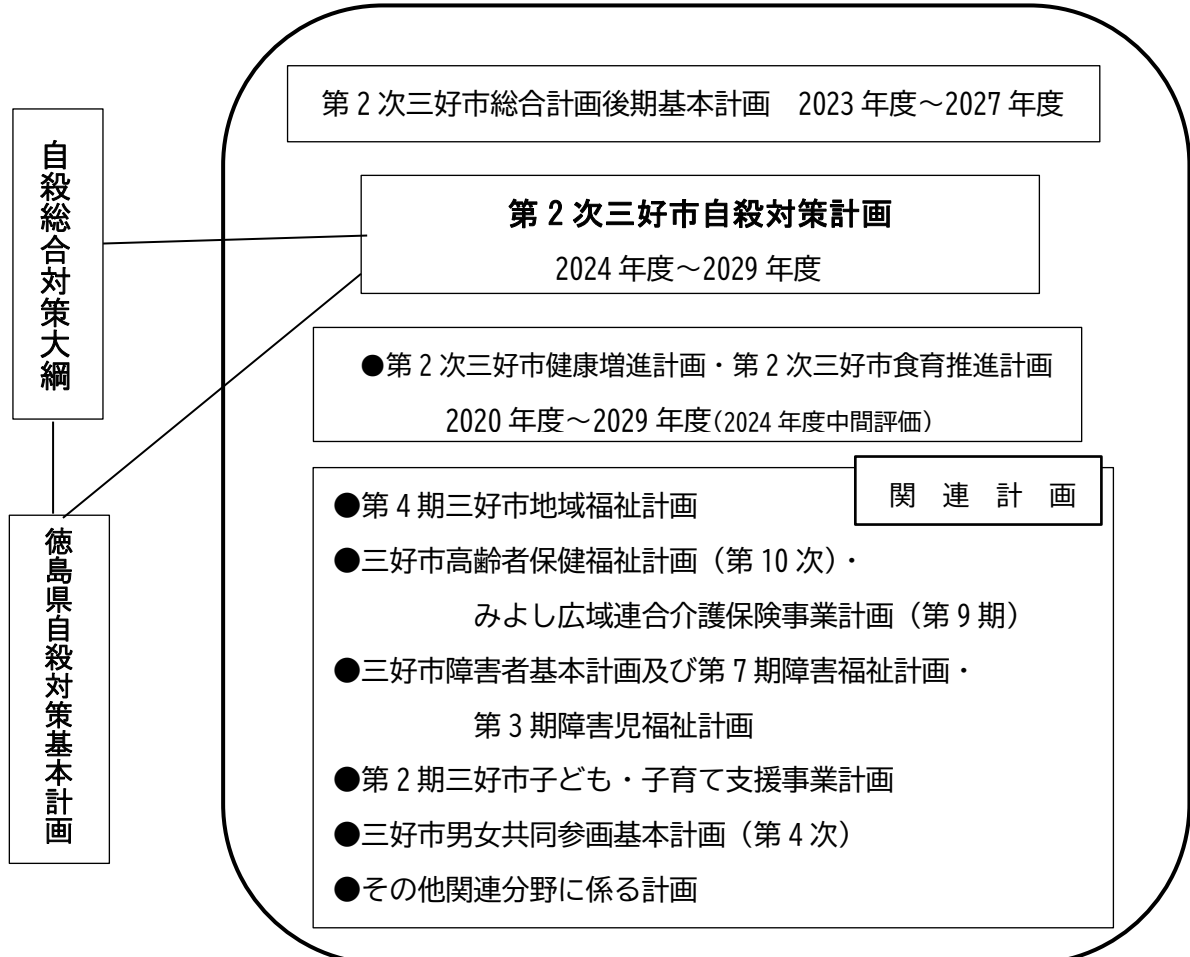 第2次三好市総合計画後期基本計画　2023年度～2027年度
自殺総合対策大綱
第2次三好市自殺対策計画
2024年度～2029年度
●第2次三好市健康増進計画・第2次三好市食育推進計画
2020年度～2029年度(2024年度中間評価)
関　連　計　画
●第4期三好市地域福祉計画
●三好市高齢者保健福祉計画（第10次）・
みよし広域連合介護保険事業計画（第9期）
●三好市障害者基本計画及び第7期障害福祉計画・
第3期障害児福祉計画
●第2期三好市子ども・子育て支援事業計画
●三好市男女共同参画基本計画（第4次）
●その他関連分野に係る計画
徳島県自殺対策基本計画